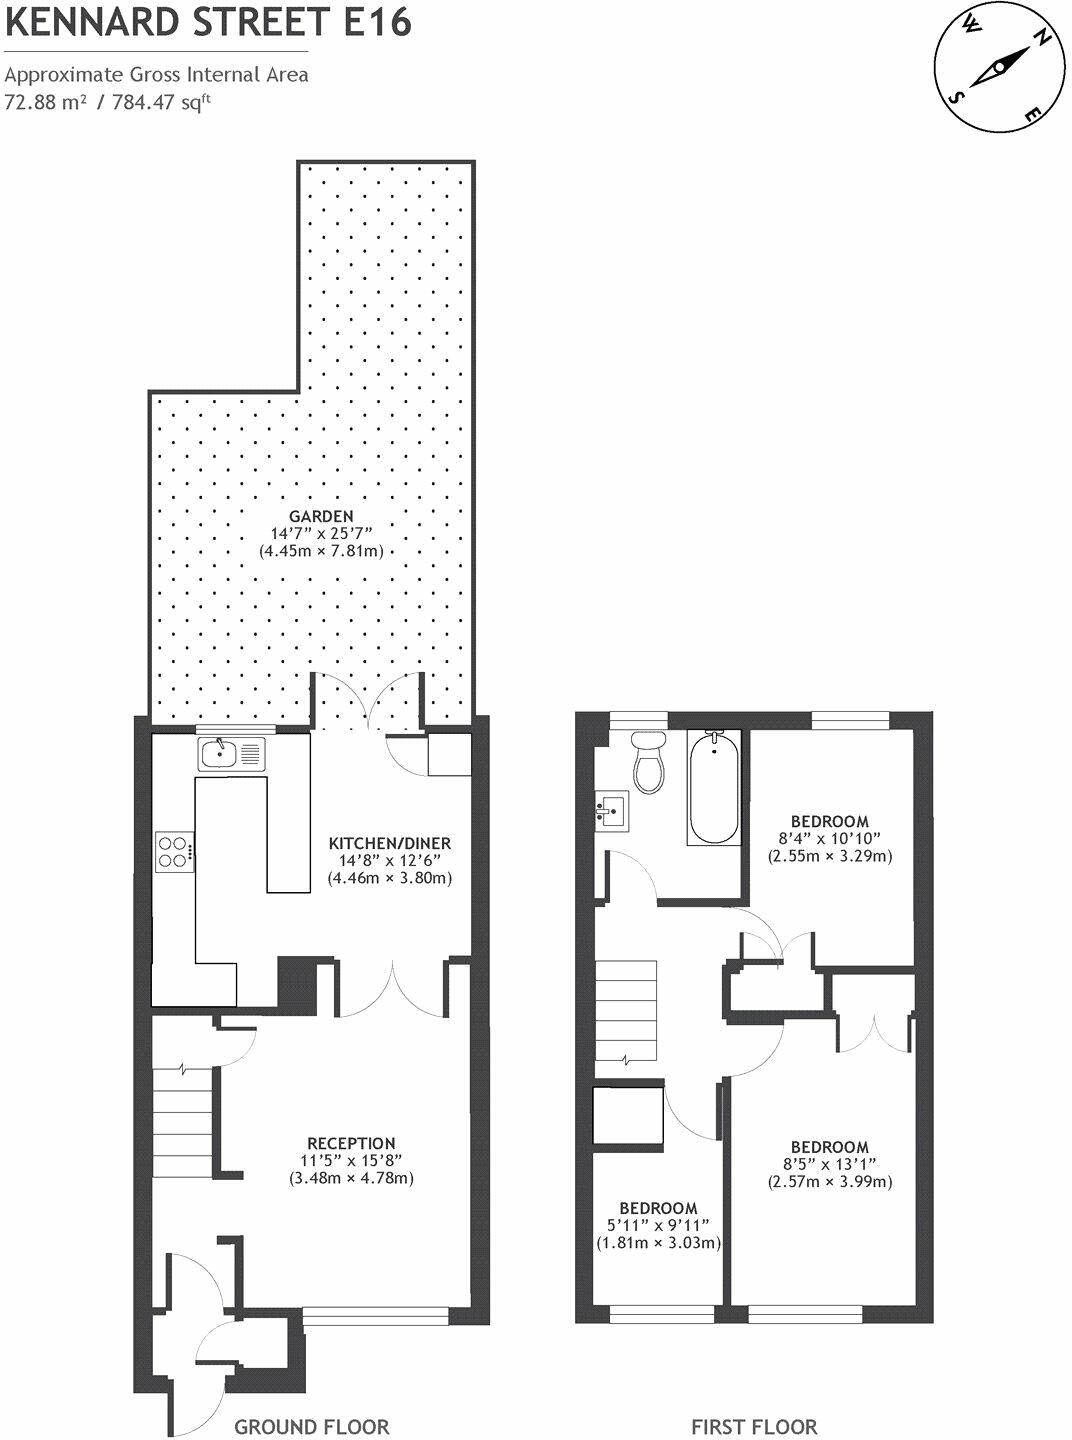 KENNARD STREET E16
Approximate Gross Internal Area
72.88 m² / 784.47 sqft
W
N
S
E
GARDEN
14'7" x 25'7"
(4.45m × 7.81m)
KITCHEN/DINER
14'8" x 12'6"
(4.46m × 3.80m)
RECEPTION
11'5" x 15'8"
(3.48m × 4.78m)
GROUND FLOOR
BEDROOM
8'4" x 10'10"
(2.55m × 3.29m)
BEDROOM
8'5" x 13'1"
(2.57m × 3.99m)
BEDROOM
5'11" x 9'11"
(1.81m × 3.03m)
FIRST FLOOR